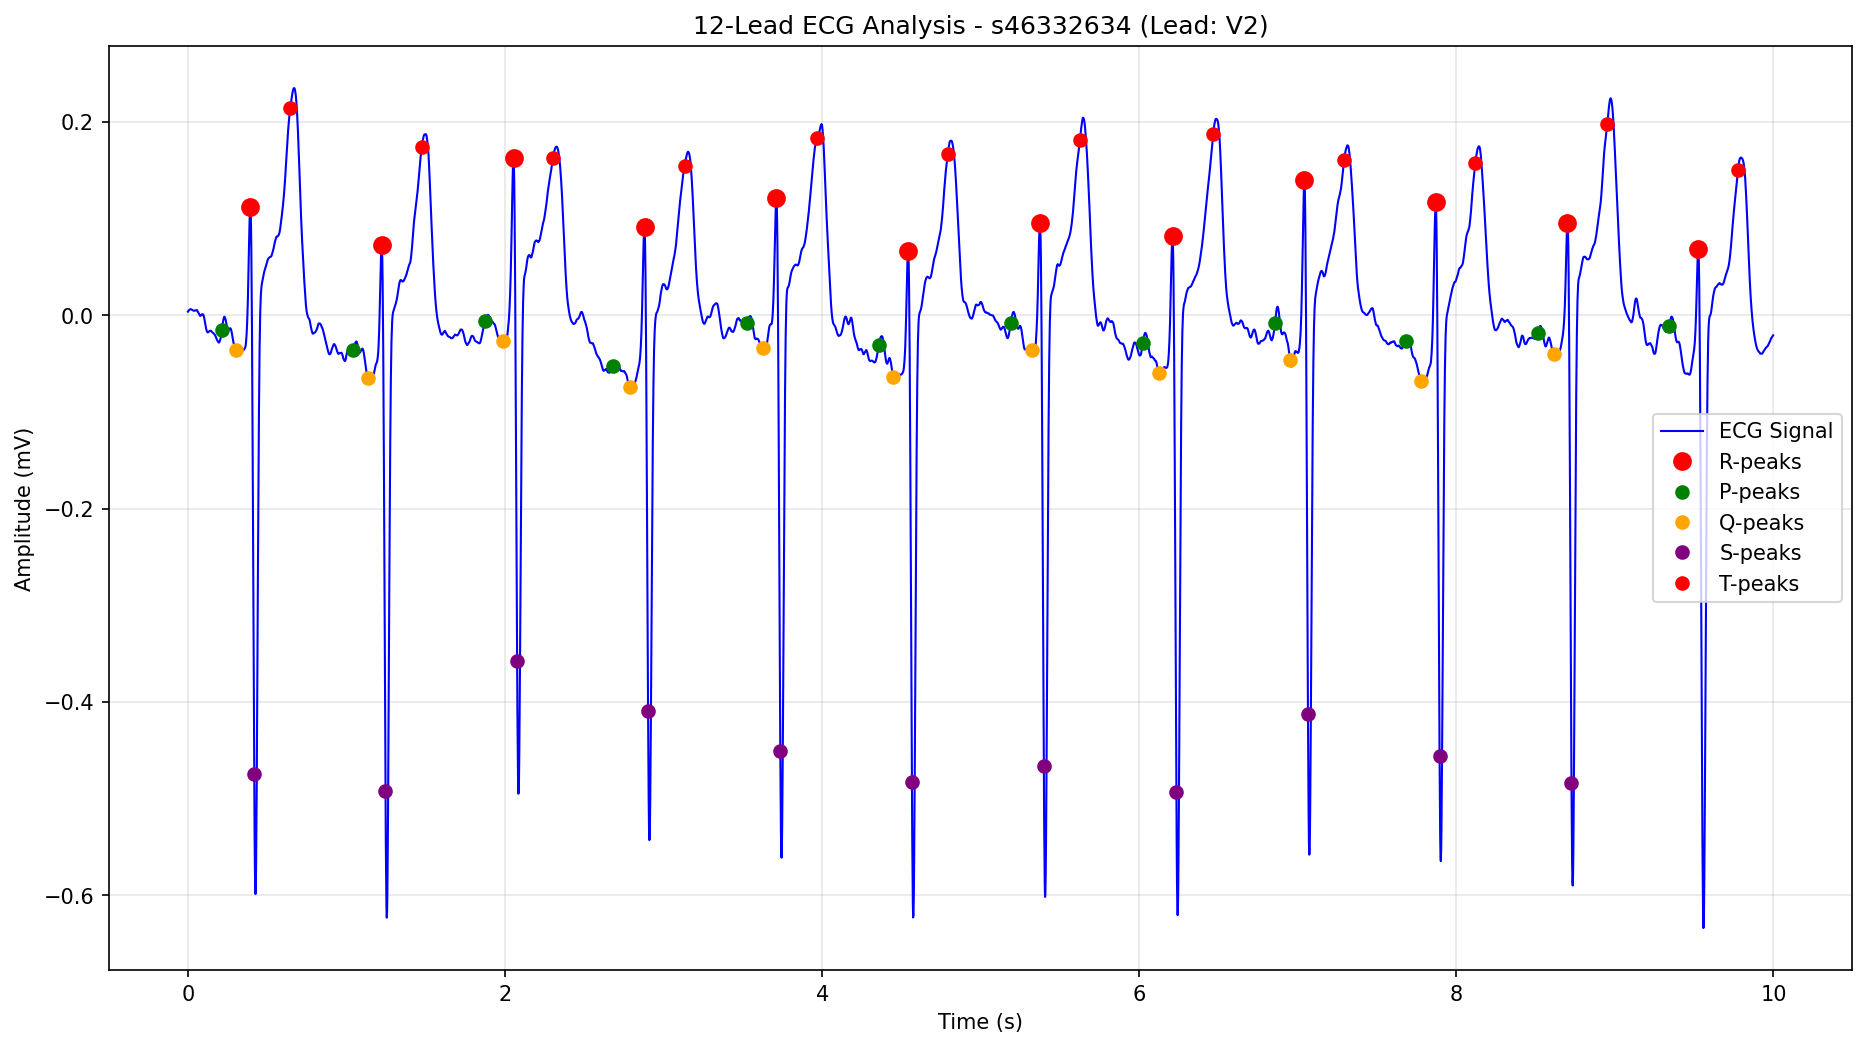 12-Lead ECG Analysis - s46332634 (Lead: V2)
Amplitude (mV)
0.2
0.0
−0.2
−0.4
−0.6
0
2
4
6
8
10
Time (s)
ECG Signal
R-peaks
P-peaks
Q-peaks
S-peaks
T-peaks